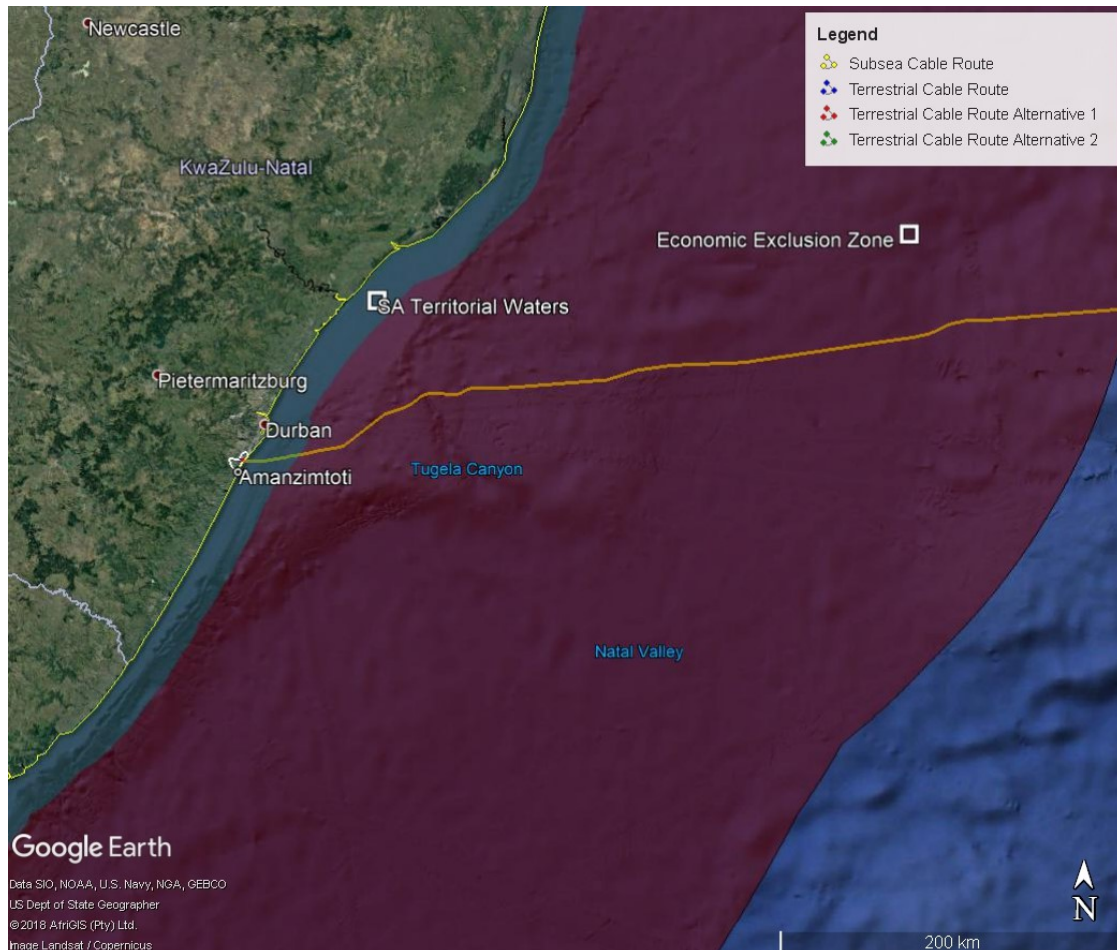 Newcastle
Legend
Subsea Cable Route
Terrestrial Cable Route
Terrestrial Cable Route Alternative 1
Terrestrial Cable Route Alternative 2
KwaZulu-Natal
Economic Exclusion Zone
SA Territorial Waters
Pietermaritzburg
Durban
Amanzimtoti
Tugela Canyon
Natal Valley
Google Earth
Data SIO, NOAA, U.S. Navy, NGA, GEBCO
US Dept of State Geographer
©2018 AfriGIS (Pty) Ltd.
Image Landsat / Copernicus
N
200 km